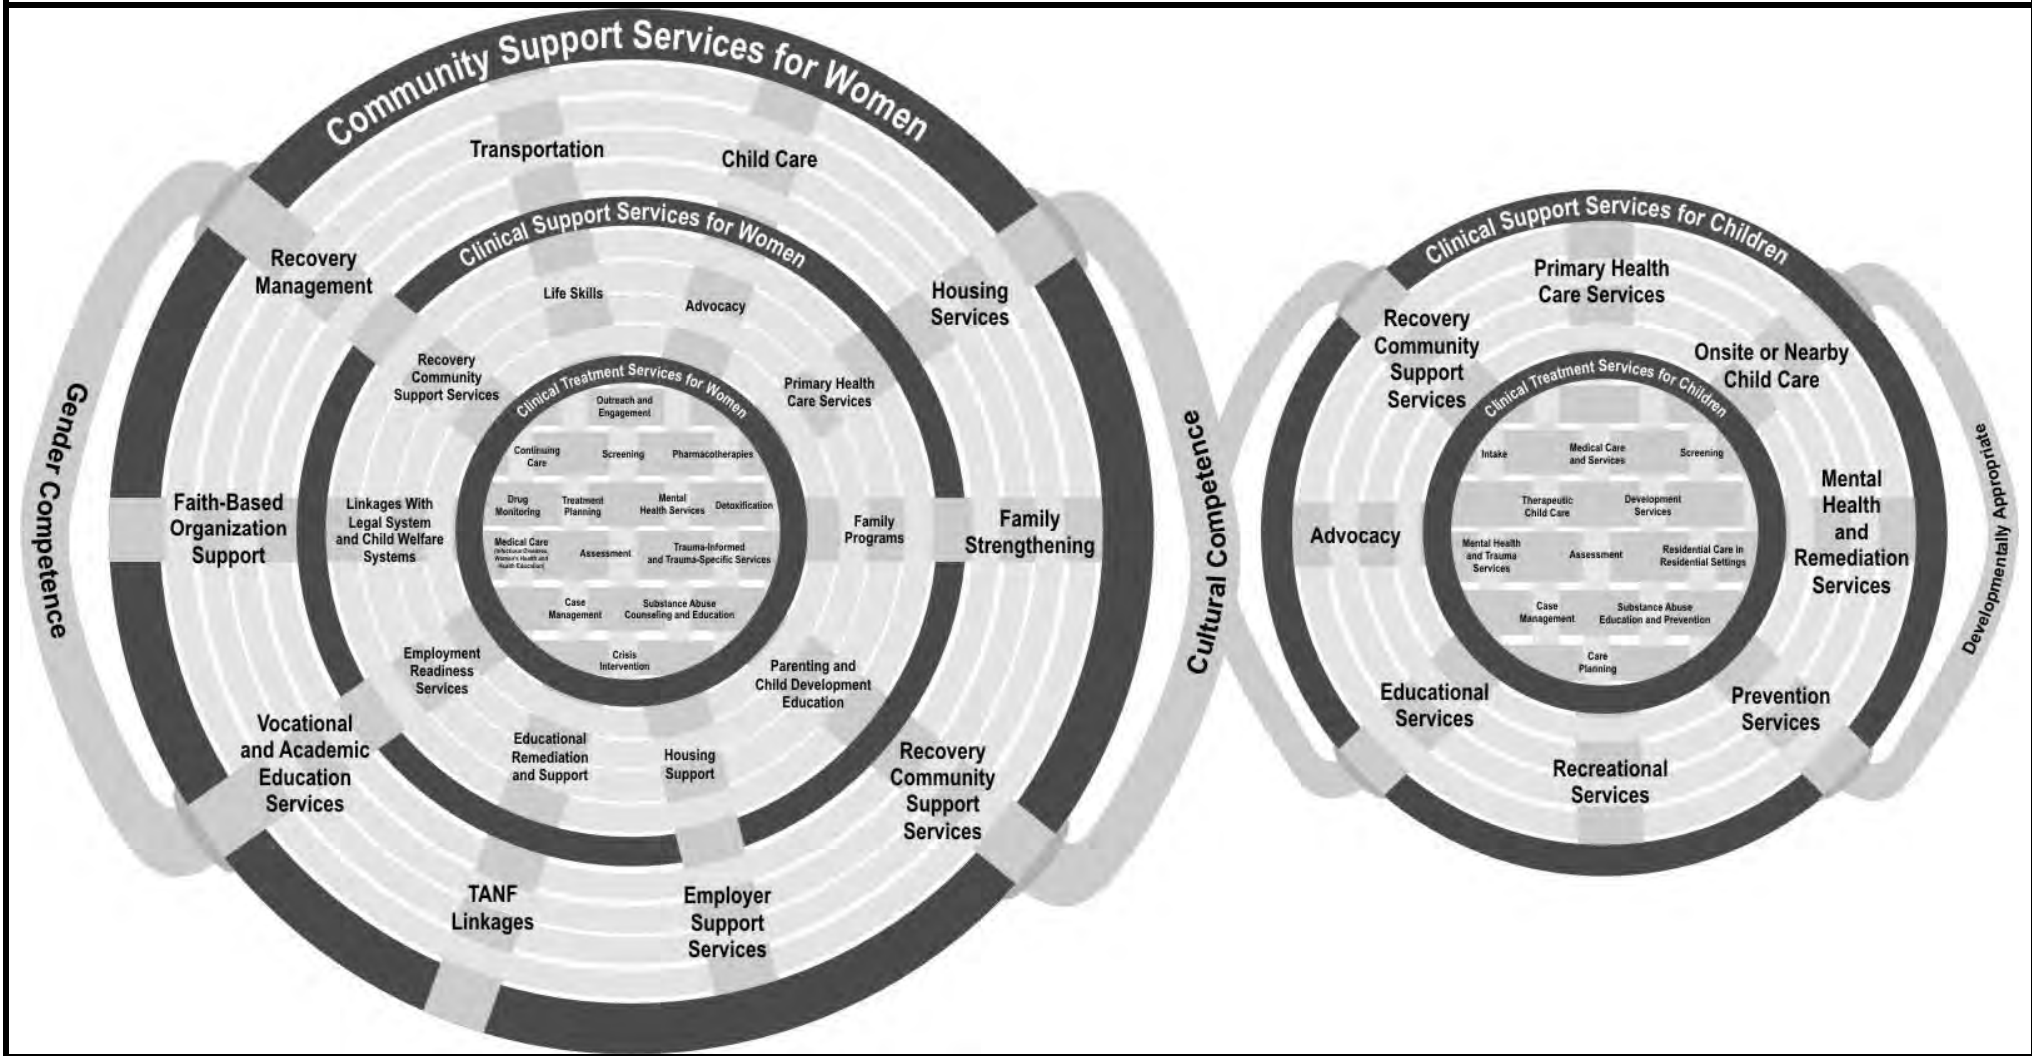 Community Support Services for Women
Transportation
Child Care
Recovery
Management
Housing
Services
Faith-Based
Organization
Support
Family
Strengthening
Vocational
and Academic
Education
Services
Recovery
Community
Support
Services
TANF
Linkages
Employer
Support
Services
Clinical Support Services for Women
Life Skills
Advocacy
Recovery
Community
Support Services
Primary Health
Care Services
Linkages With
Legal System
and Child Welfare
Systems
Family
Programs
Employment
Readiness
Services
Parenting and
Child Development
Education
Educational
Remediation
and Support
Housing
Support
Clinical Treatment Services for Women
Outreach and
Engagement
Continuing
Care
Screening
Pharmacotherapies
Drug
Monitoring
Treatment
Planning
Mental
Health Services
Detoxification
Medical Care
(Infectious Diseases,
Women's Health and
Health Education)
Assessment
Trauma-Informed
and Trauma-Specific Services
Case
Management
Substance Abuse
Counseling and Education
Crisis
Intervention
Gender Competence
Cultural Competence
Clinical Support Services for Children
Primary Health
Care Services
Recovery
Community
Support
Services
Onsite or Nearby
Child Care
Advocacy
Mental
Health
and
Remediation
Services
Educational
Services
Prevention
Services
Recreational
Services
Clinical Treatment Services for Children
Intake
Medical Care
and Services
Screening
Therapeutic
Child Care
Development
Services
Mental Health
and Trauma
Services
Assessment
Residential Care in
Residential Settings
Case
Management
Substance Abuse
Education and Prevention
Care
Planning
Developmentally Appropriate